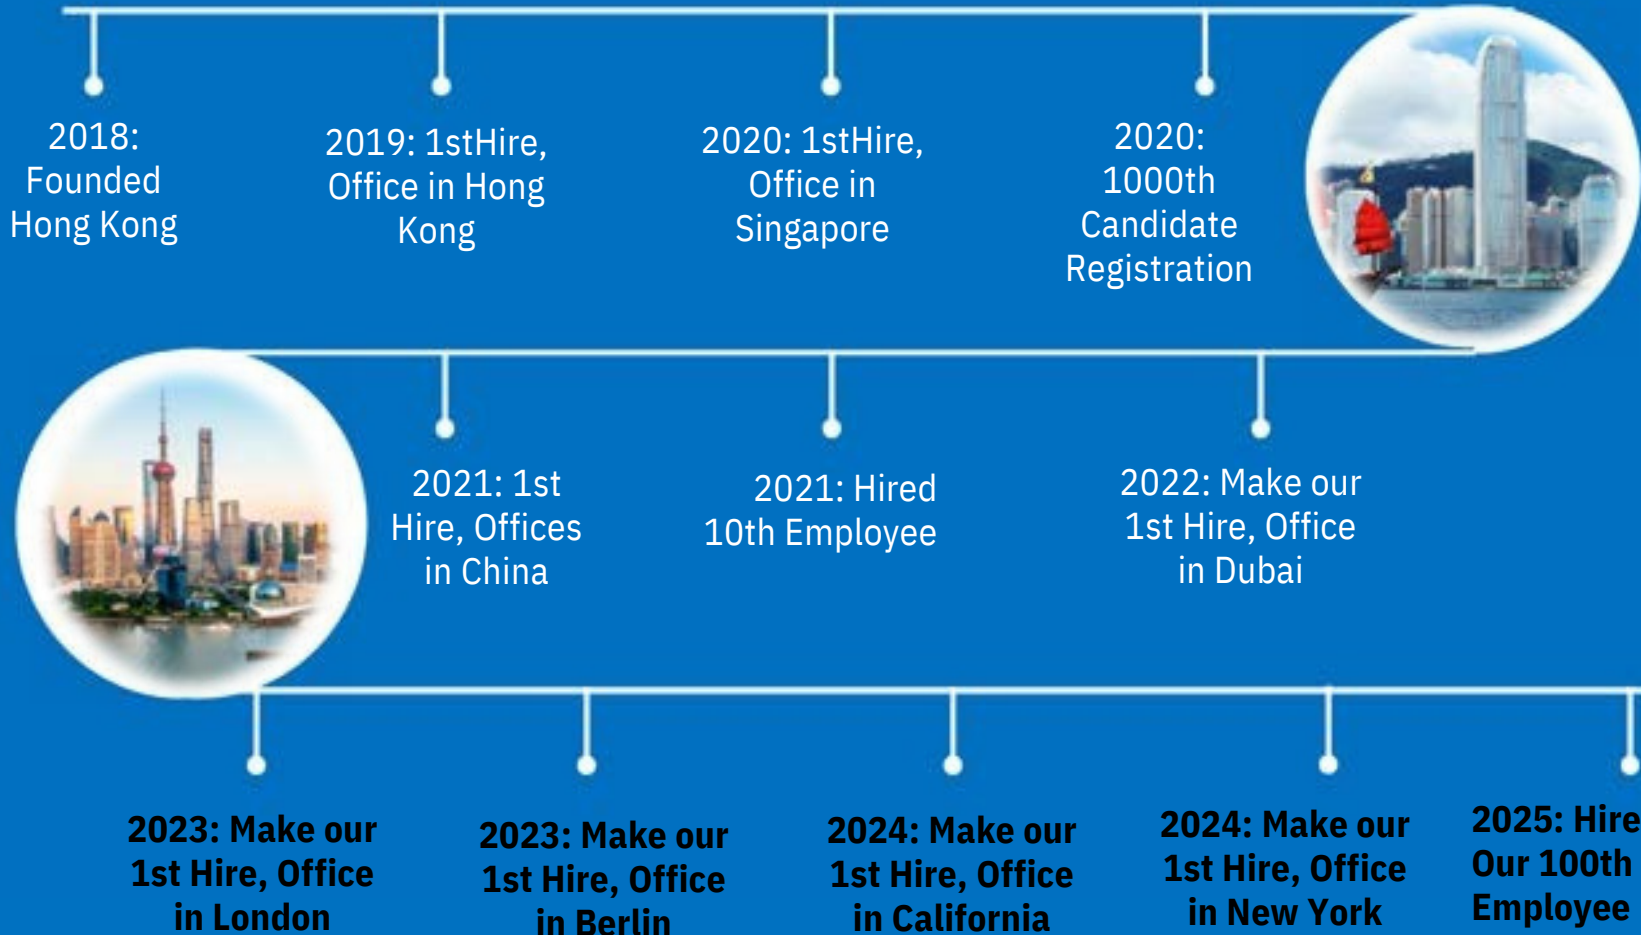 2018:
Founded
Hong Kong
2019: 1stHire,
Office in Hong
Kong
2020: 1stHire,
Office in
Singapore
2020:
1000th
Candidate
Registration
2021: 1st
Hire, Offices
in China
2021: Hired
10th Employee
2022: Make our
1st Hire, Office
in Dubai
2023: Make our
1st Hire, Office
in London
2023: Make our
1st Hire, Office
in Berlin
2024: Make our
1st Hire, Office
in California
2024: Make our
1st Hire, Office
in New York
2025: Hire
Our 100th
Employee